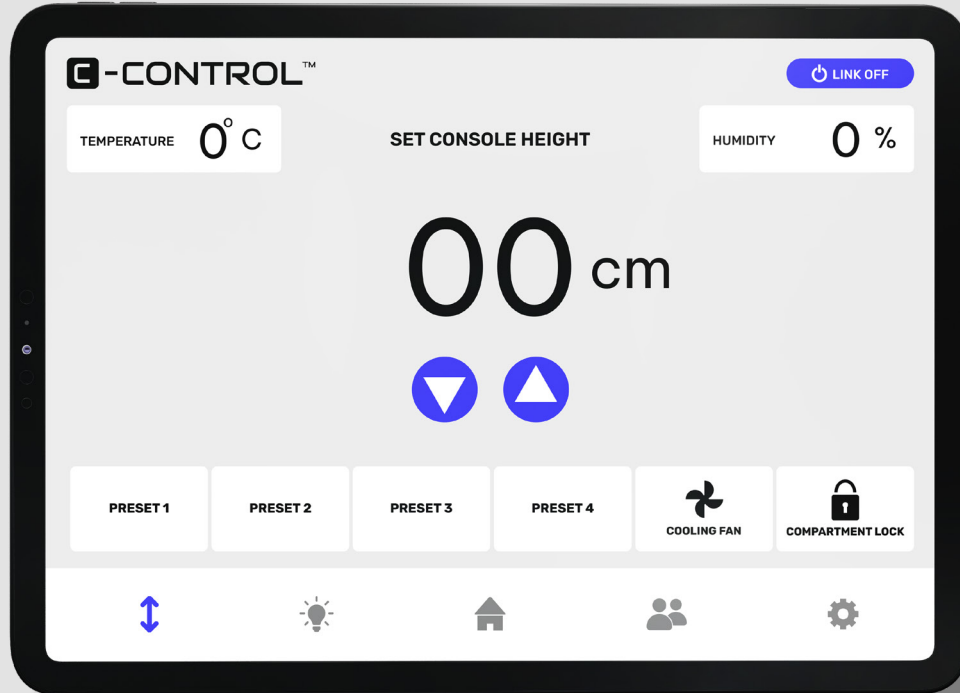 C-CONTROL™
LINK OFF
TEMPERATURE 0° C
SET CONSOLE HEIGHT
HUMIDITY 0 %
00 cm
PRESET 1
PRESET 2
PRESET 3
PRESET 4
COOLING FAN
COMPARTMENT LOCK